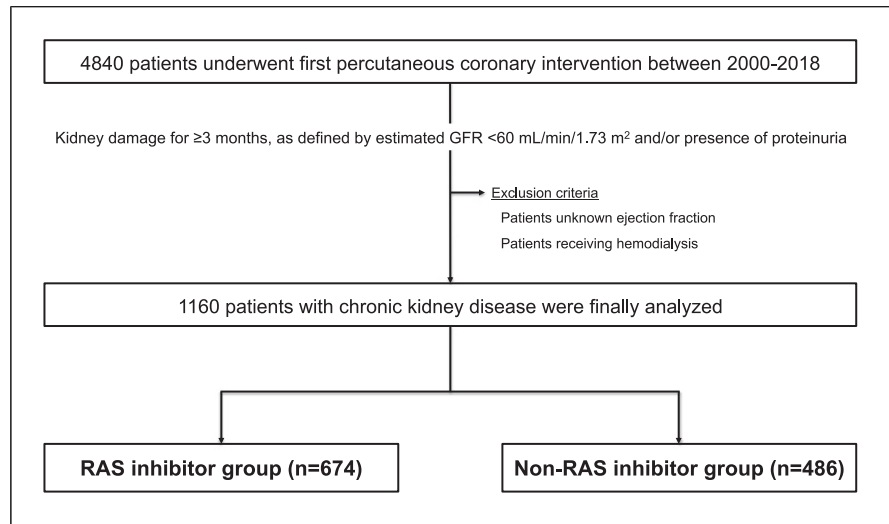 4840 patients underwent first percutaneous coronary intervention between 2000-2018
Kidney damage for ≥3 months, as defined by estimated GFR <60 mL/min/1.73 m² and/or presence of proteinuria
Exclusion criteria
Patients unknown ejection fraction
Patients receiving hemodialysis
1160 patients with chronic kidney disease were finally analyzed
RAS inhibitor group (n=674)
Non-RAS inhibitor group (n=486)